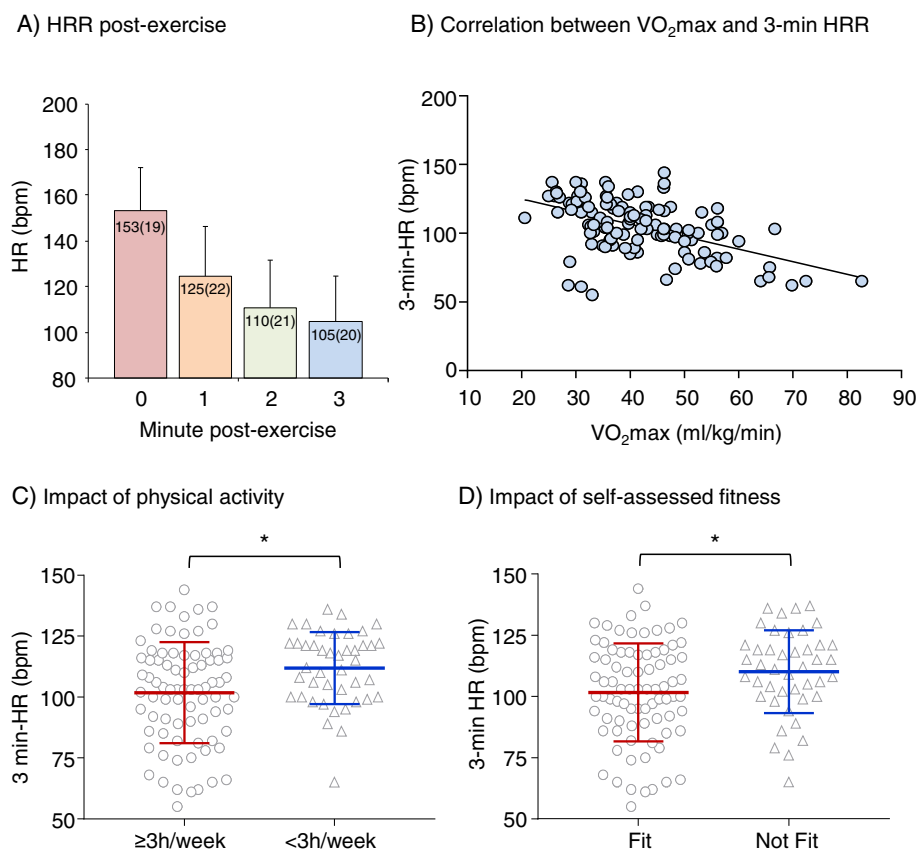 A) HRR post-exercise
B) Correlation between VO₂max and 3-min HRR
HR (bpm)
200
180
160
140
120
100
80
153(19)
125(22)
110(21)
105(20)
0 1 2 3
Minute post-exercise
3-min-HR (bpm)
200
150
100
50
0
10 20 30 40 50 60 70 80 90
VO₂max (ml/kg/min)
C) Impact of physical activity
D) Impact of self-assessed fitness
*
3 min-HR (bpm)
150
125
100
75
50
≥3h/week <3h/week
*
3-min HR (bpm)
150
125
100
75
50
Fit Not Fit